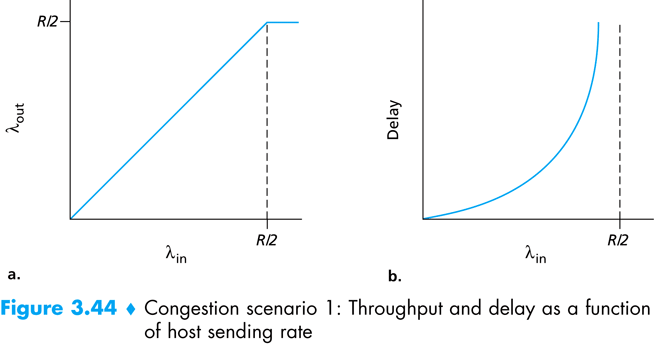 R/2
λout
R/2
λin
a.
Delay
R/2
λin
b.
Figure 3.44 ♦ Congestion scenario 1: Throughput and delay as a function
of host sending rate